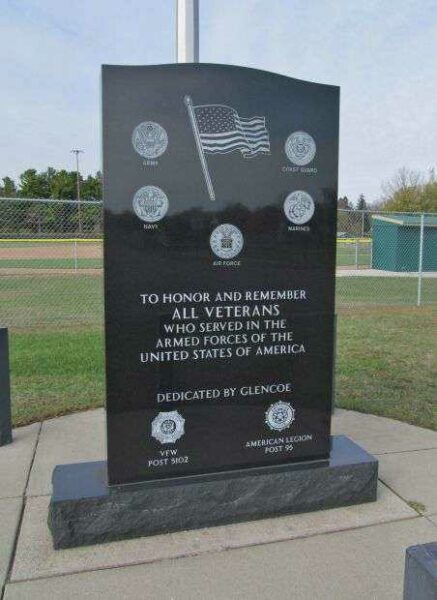 ARMY
COAST GUARD
NAVY
MARINES
AIR FORCE
TO HONOR AND REMEMBER
ALL VETERANS
WHO SERVED IN THE
ARMED FORCES OF THE
UNITED STATES OF AMERICA
DEDICATED BY GLENCOE
VFW
POST 5102
AMERICAN LEGION
POST 95